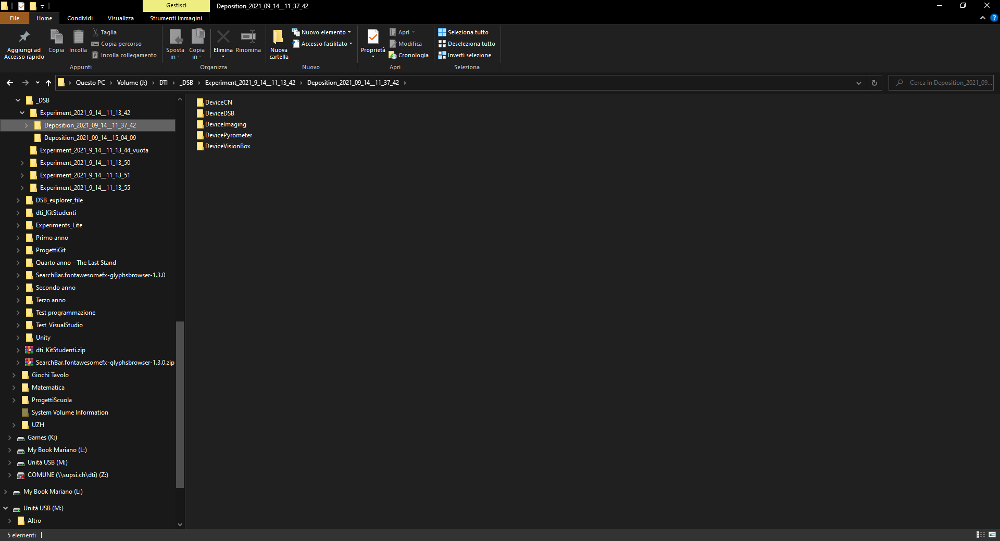 Gestisci
Deposition_2021_09_14__11_37_42
File
Home
Condividi
Visualizza
Strumenti immagini
Aggiungi ad
Accesso rapido
Copia
Incolla
Taglia
Copia percorso
Incolla collegamento
Appunti
Sposta
in
Copia
in
Elimina
Rinomina
Organizza
Nuova
cartella
Nuovo elemento
Accesso facilitato
Nuovo
Proprietà
Apri
Modifica
Cronologia
Apri
Seleziona tutto
Deseleziona tutto
Inverti selezione
Seleziona
Questo PC
Volume (J:)
DTI
_DSB
Experiment_2021_9_14__11_13_42
Deposition_2021_09_14__11_37_42
Cerca in Deposition_2021_09...
_DSB
Experiment_2021_9_14__11_13_42
Deposition_2021_09_14__11_37_42
Deposition_2021_09_14__15_04_09
Experiment_2021_9_14__11_13_44_vuota
Experiment_2021_9_14__11_13_50
Experiment_2021_9_14__11_13_51
Experiment_2021_9_14__11_13_55
DSB_explorer_file
dti_KitStudenti
Experiments_Lite
Primo anno
ProgettiGit
Quarto anno - The Last Stand
SearchBar.fontawesomefx-glyphsbrowser-1.3.0
Secondo anno
Terzo anno
Test programmazione
Test_VisualStudio
Unity
dti_KitStudenti.zip
SearchBar.fontawesomefx-glyphsbrowser-1.3.0.zip
Giochi Tavolo
Matematica
ProgettiScuola
System Volume Information
UZH
Games (K:)
My Book Mariano (L:)
Unità USB (M:)
COMUNE (\\supsi.ch\dti) (Z:)
My Book Mariano (L:)
Unità USB (M:)
Altro
DeviceCN
DeviceDSB
DeviceImaging
DevicePyrometer
DeviceVisionBox
5 elementi